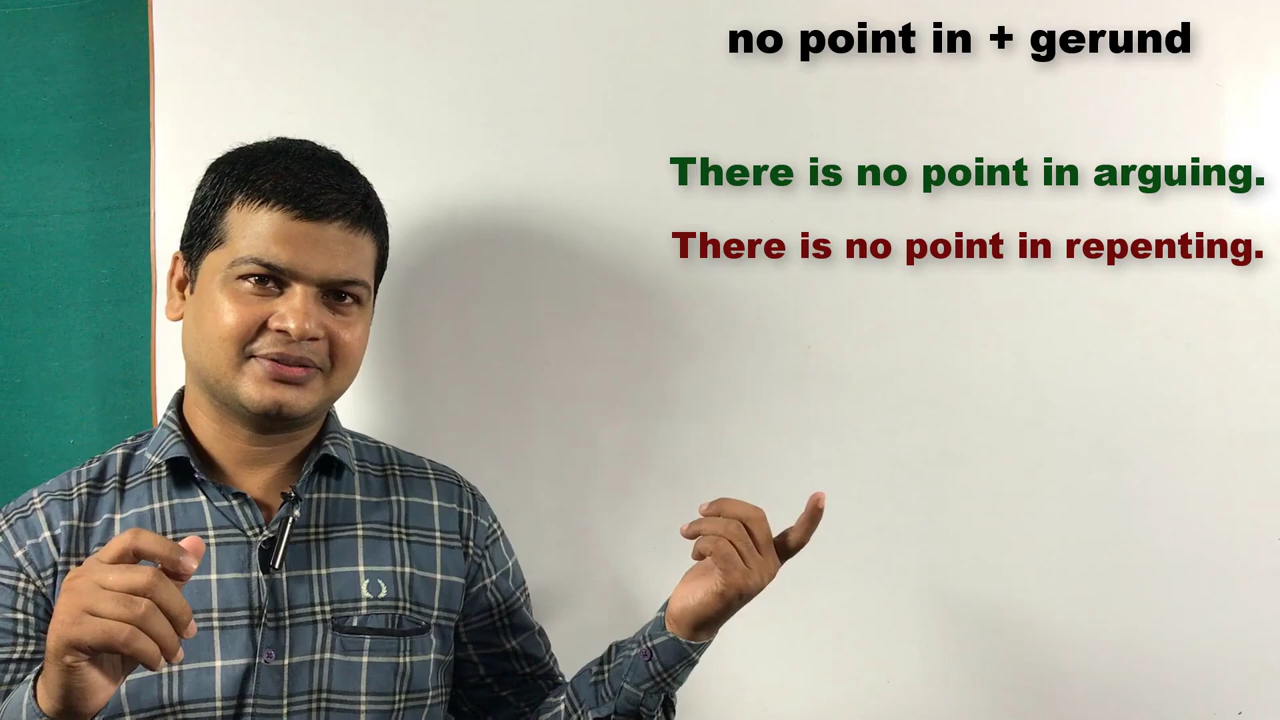 no point in + gerund
There is no point in arguing.
There is no point in repenting.